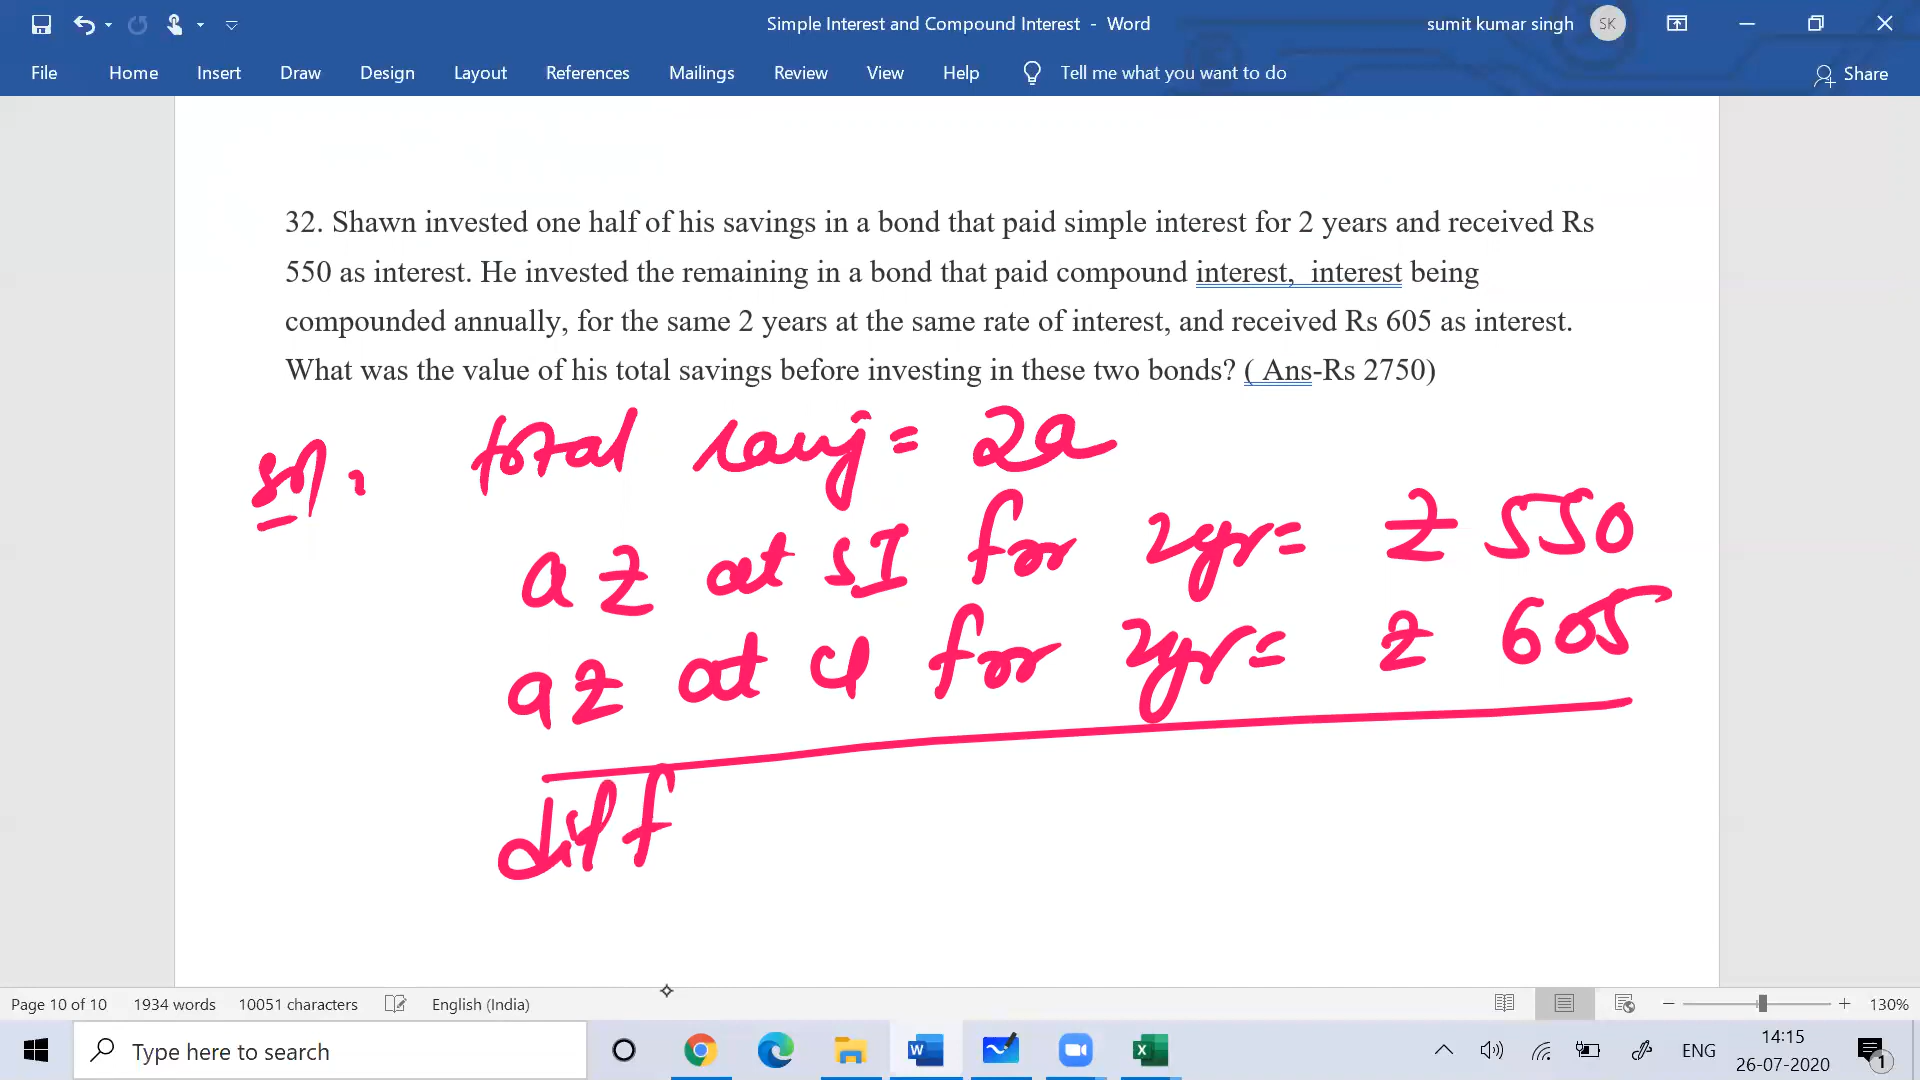 Simple Interest and Compound Interest - Word
sumit kumar singh SK
File Home Insert Draw Design Layout References Mailings Review View Help Tell me what you want to do Share
32. Shawn invested one half of his savings in a bond that paid simple interest for 2 years and received Rs
550 as interest. He invested the remaining in a bond that paid compound interest, interest being
compounded annually, for the same 2 years at the same rate of interest, and received Rs 605 as interest.
What was the value of his total savings before investing in these two bonds? ( Ans-Rs 2750)
total = 2a
a ₹ at SI for 2yr = ₹ 550
a ₹ at CI for 2yr = ₹ 605
diff
Page 10 of 10 1934 words 10051 characters English (India) 130%
Type here to search ENG 14:15
26-07-2020 1